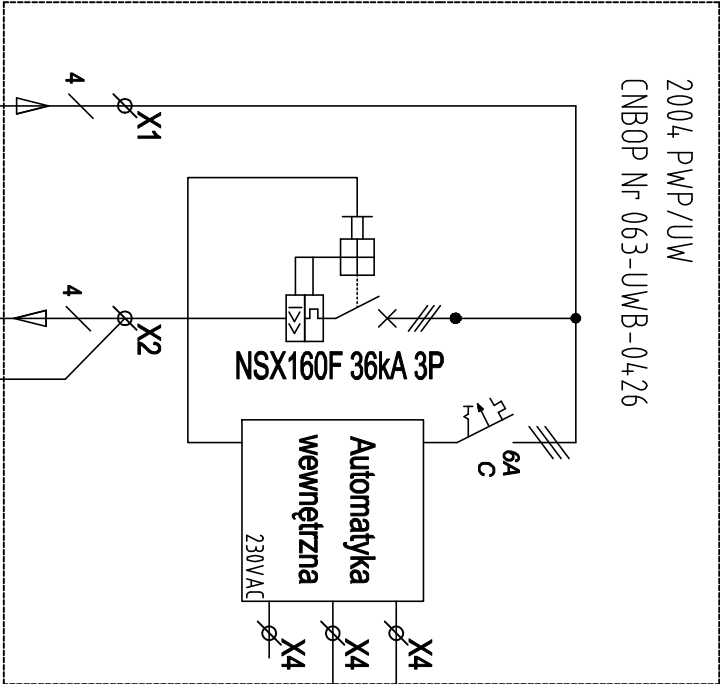 2004 PWP/UW
CNBOP Nr 063-UWB-0426
4
X1
4
X2
NSX160F 36kA 3P
6A
C
Automatyka
wewnętrzna
230VAC
X4
X4
X4